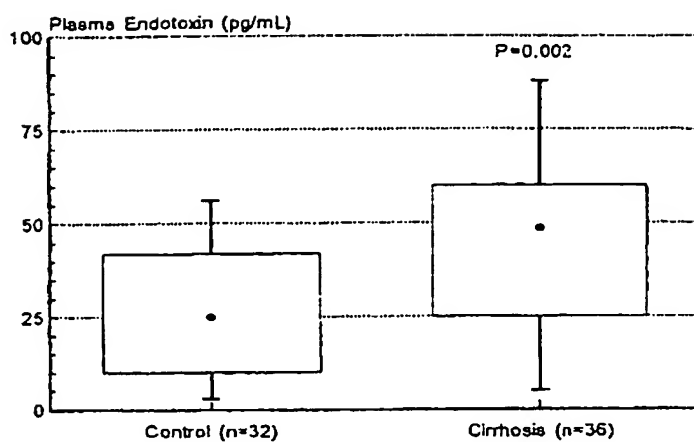 Plasma Endotoxin (pg/mL)
100
P=0.002
75
50
25
0
Control (n=32)
Cirrhosis (n=36)